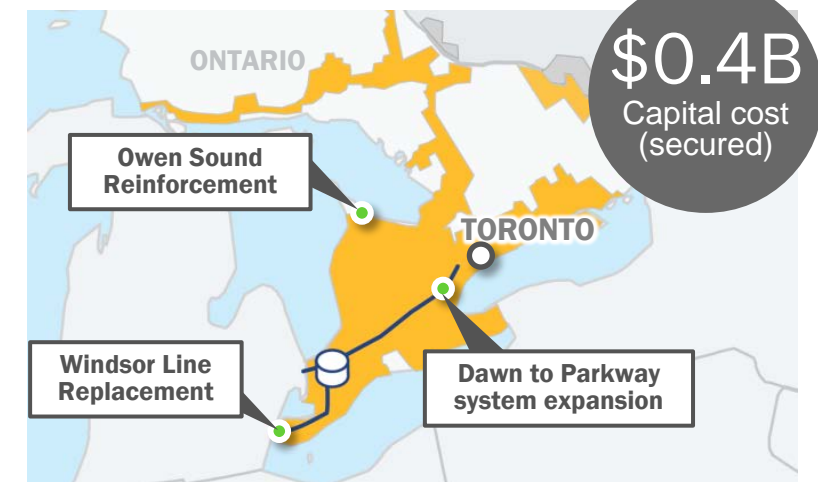 $0.4B
Capital cost
(secured)
ONTARIO
Owen Sound
Reinforcement
TORONTO
Windsor Line
Replacement
Dawn to Parkway
system expansion